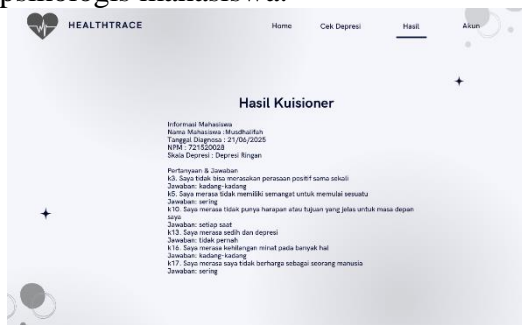 psikologis mahasiswa.
HEALTHTRACE
Home Cek Depresi Hasil Akun
Hasil Kuisioner
Informasi Mahasiswa
Nama Mahasiswa : Musdhalifah
Tanggal Diagnosa : 21/06/2025
NPM : 721520028
Skala Depresi : Depresi Ringan
Pertanyaan & Jawaban
k3. Saya tidak bisa merasakan perasaan positif sama sekali
Jawaban: kadang-kadang
k5. Saya merasa tidak memiliki semangat untuk memulai sesuatu
Jawaban: sering
k10. Saya merasa tidak punya harapan atau tujuan yang jelas untuk masa depan
saya
Jawaban: setiap saat
k13. Saya merasa sedih dan depresi
Jawaban: tidak pernah
k16. Saya merasa kehilangan minat pada banyak hal
Jawaban: kadang-kadang
k17. Saya merasa saya tidak berharga sebagai seorang manusia
Jawaban: sering